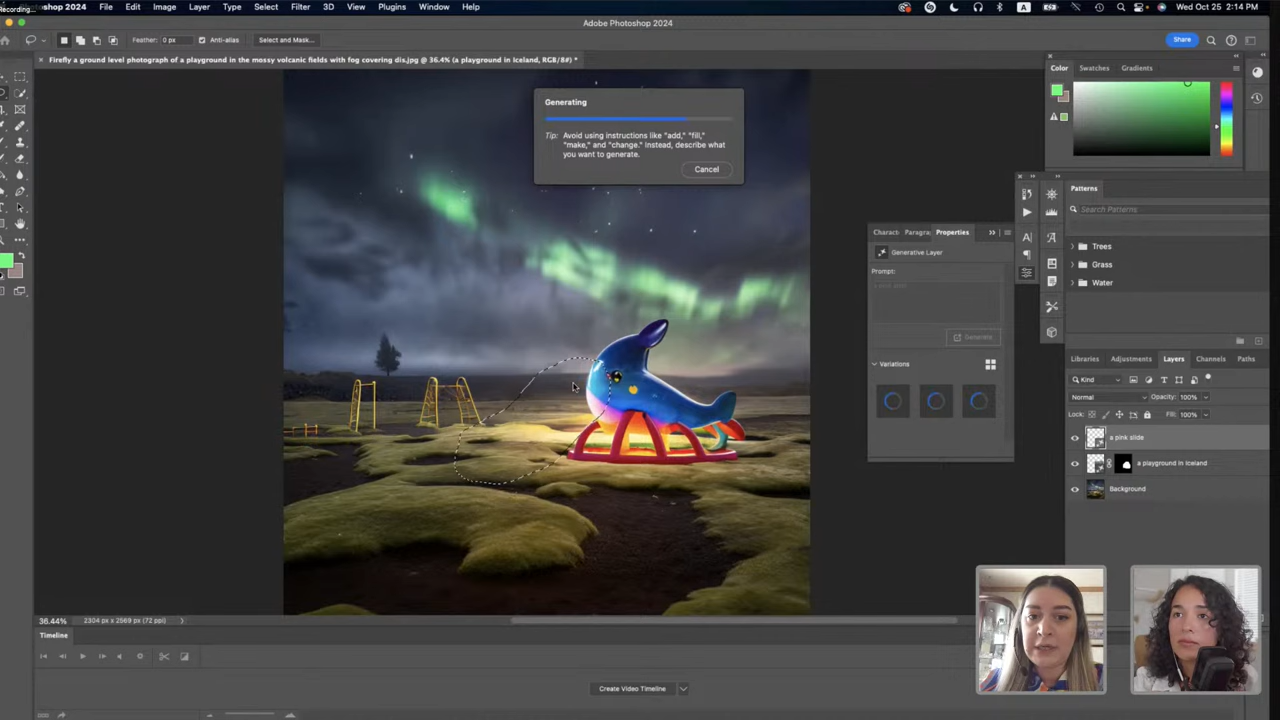 Recording...
shop 2024 File Edit Image Layer Type Select Filter 3D View Plugins Window Help
A
Wed Oct 25 2:14 PM
Adobe Photoshop 2024
Feather: 0 px Anti-alias Select and Mask...
Share
× Firefly a ground level photograph of a playground in the mossy volcanic fields with fog covering dis.jpg @ 36.4% (a playground in Iceland, RGB/8#) *
Color Swatches Gradients
Generating
Tip: Avoid using instructions like "add," "fill,"
"make," and "change." Instead, describe what
you want to generate.
Cancel
Patterns
Search Patterns
Trees
Grass
Water
Charact Paragra Properties
Generative Layer
Prompt:
a pink slide
Generate
Variations
Libraries Adjustments Layers Channels Paths
Kind
Normal Opacity: 100%
Lock: Fill: 100%
a pink slide
a playground in Iceland
Background
36.44% 2304 px x 2569 px (72 ppi)
Timeline
Create Video Timeline